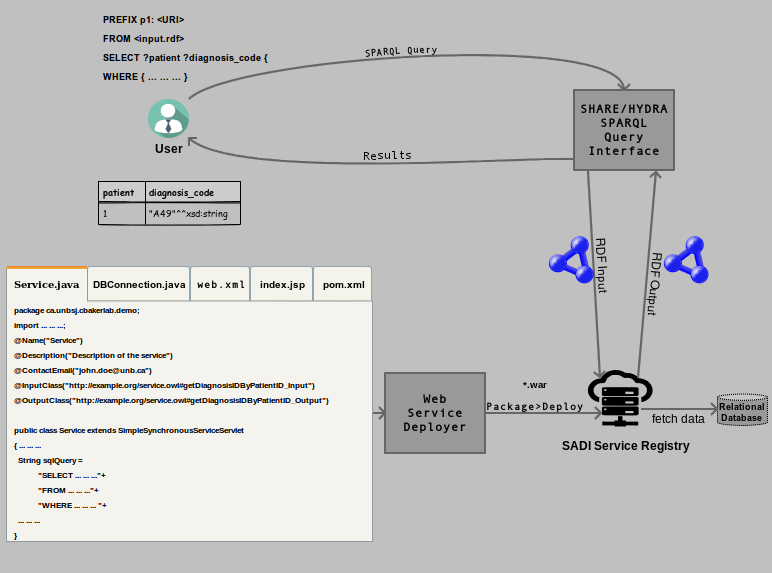 PREFIX p1: <URI>
FROM <input.rdf>
SELECT ?patient ?diagnosis_code {
WHERE { ... ... ... }
SPARQL Query
User
SHARE/HYDRA
SPARQL
Query
Interface
Results
patient diagnosis_code
1 "A49"^^xsd:string
RDF Input
RDF Output
Service.java DBConnection.java web.xml index.jsp pom.xml
package ca.unbsj.cbakerlab.demo;
import ... ... ...;
@Name("Service")
@Description("Description of the service")
@ContactEmail("john.doe@unb.ca")
@InputClass("http://example.org/service.owl#getDiagnosisIDByPatientID_Input")
@OutputClass("http://example.org/service.owl#getDiagnosisIDByPatientID_Output")
public class Service extends SimpleSynchronousServiceServlet
{ ... ... ...
String sqlQuery =
"SELECT ... ... ..."+
"FROM ... ... ..."+
"WHERE ... ... ... "+
... ... ...
}
Web
Service
Deployer
*.war
Package>Deploy
SADI Service Registry
fetch data
Relational
Database